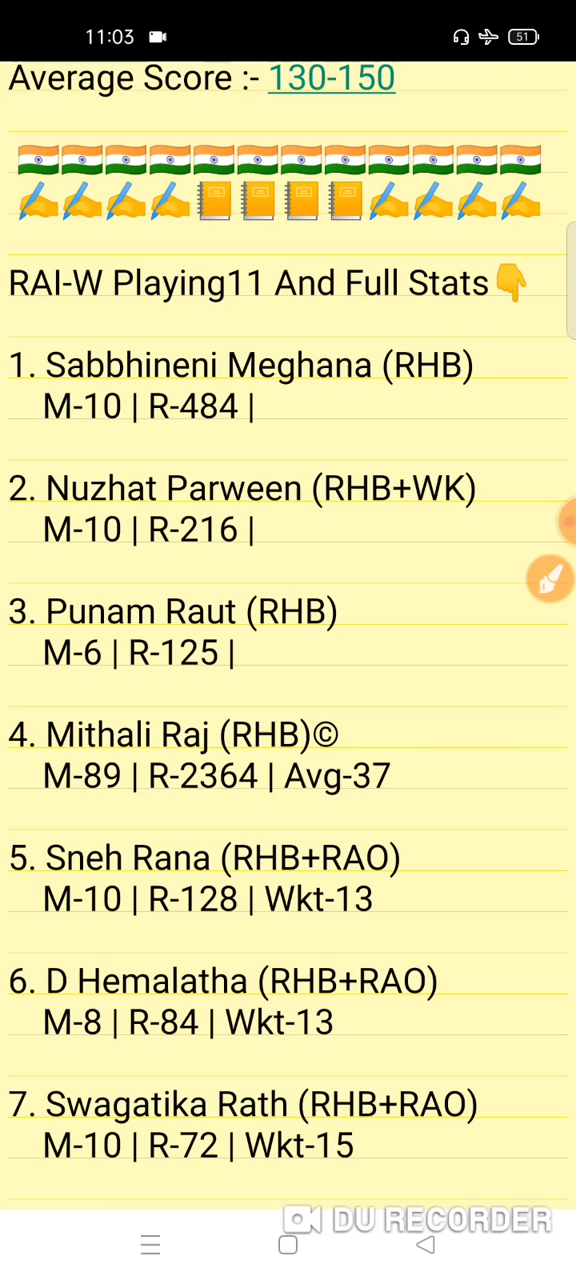 11:03
51
Average Score :- 130-150
RAI-W Playing11 And Full Stats👇
1. Sabbhineni Meghana (RHB)
M-10 | R-484 |
2. Nuzhat Parween (RHB+WK)
M-10 | R-216 |
3. Punam Raut (RHB)
M-6 | R-125 |
4. Mithali Raj (RHB)©
M-89 | R-2364 | Avg-37
5. Sneh Rana (RHB+RAO)
M-10 | R-128 | Wkt-13
6. D Hemalatha (RHB+RAO)
M-8 | R-84 | Wkt-13
7. Swagatika Rath (RHB+RAO)
M-10 | R-72 | Wkt-15
DU RECORDER